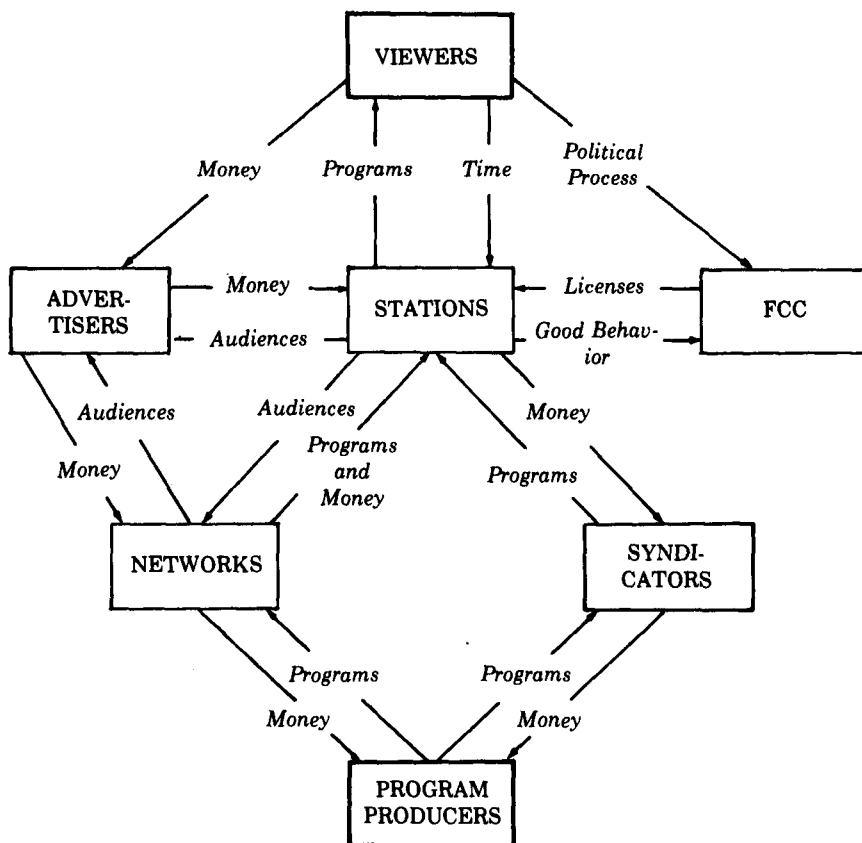 VIEWERS
Money
Programs
Time
Political
Process
ADVER-
TISERS
Money
Audiences
STATIONS
Licenses
Good Behav-
ior
FCC
Audiences
Money
Audiences
Programs
and
Money
Money
Programs
NETWORKS
SYNDI-
CATORS
Programs
Money
Programs
Money
PROGRAM
PRODUCERS